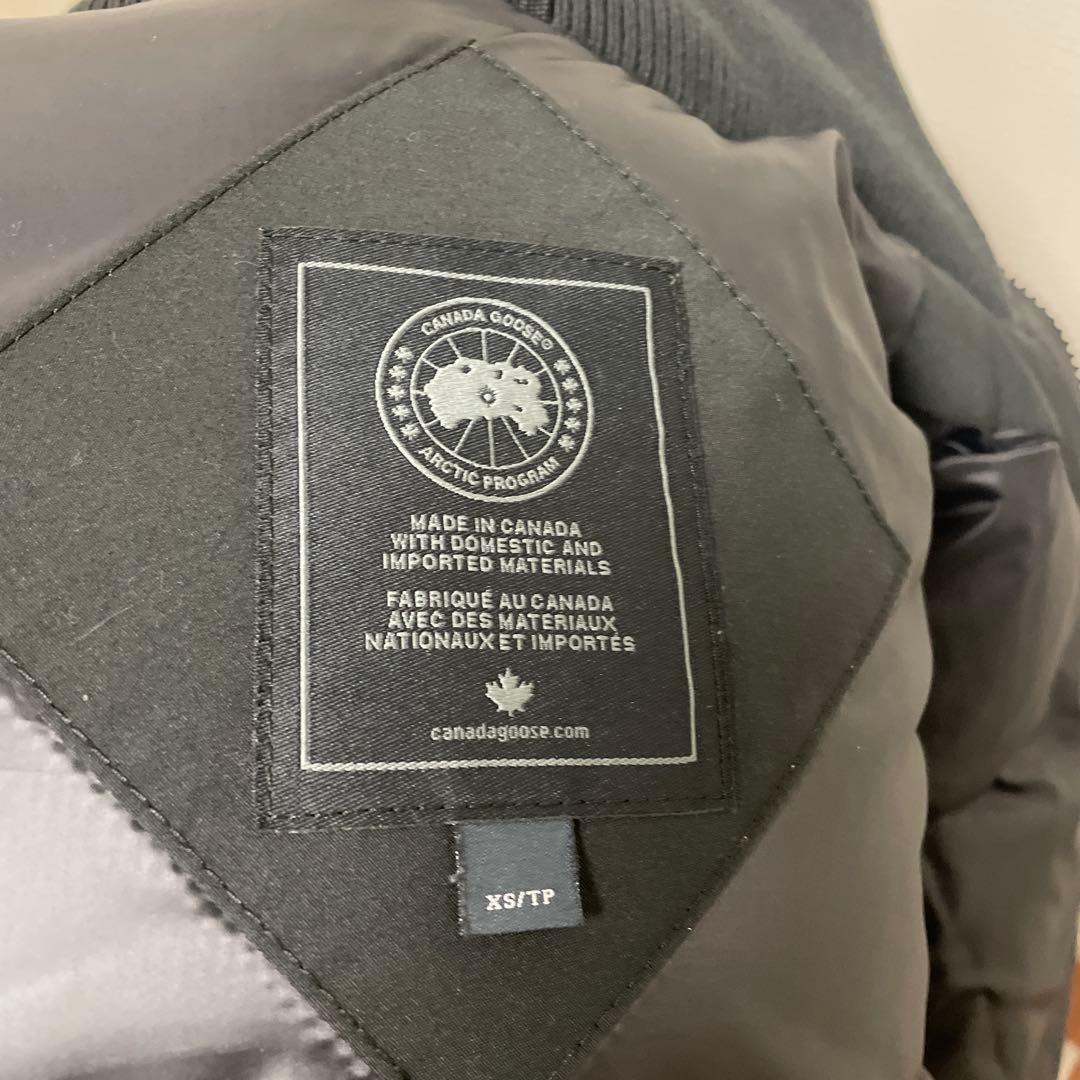 CANADA GOOSE®
ARCTIC PROGRAM
MADE IN CANADA
WITH DOMESTIC AND
IMPORTED MATERIALS
FABRIQUÉ AU CANADA
AVEC DES MATERIAUX
NATIONAUX ET IMPORTÉS
canadagoose.com
XS/TP